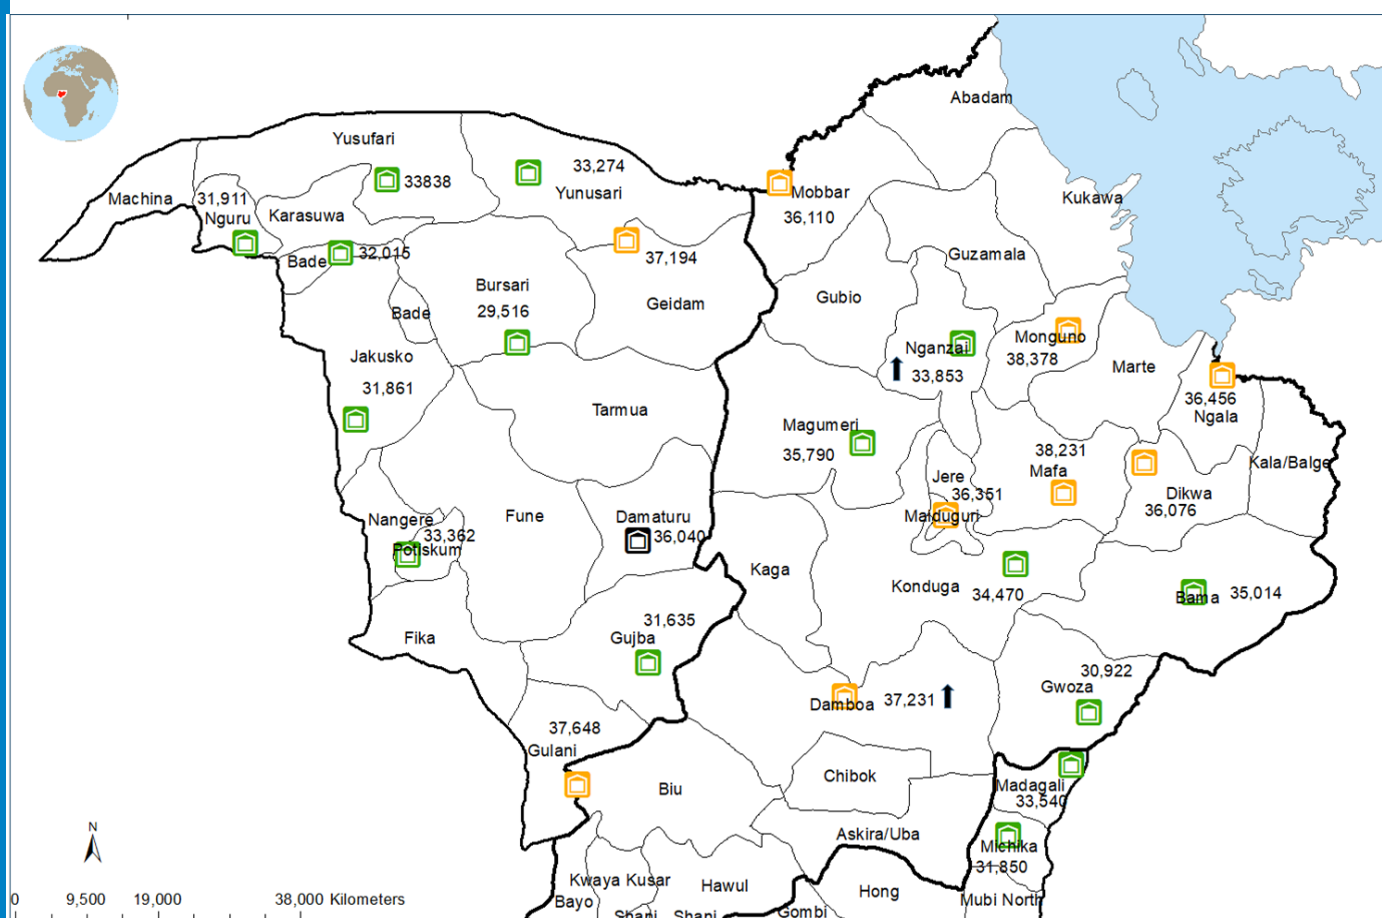 Abadam
Yusufari
33,274
Yunusari
33838
Machina
31,911
Nguru
Karasuwa
Mobbar
36,110
Kukawa
Bade
32,015
37,194
Guzamala
Bursari
29,516
Geidam
Gubio
Bade
Jakusko
31,861
Nganzai
33,853
Monguno
38,378
Marte
36,456
Ngala
Tarmua
Magumeri
35,790
38,231
Mafa
Jere
36,351
Maiduguri
Kala/Balge
Dikwa
36,076
Nangere
33,362
Potiskum
Fune
Damaturu
36,040
Kaga
Konduga
34,470
Bama
35,014
31,635
Gujba
Fika
30,922
Gwoza
Damboa
37,231
37,648
Gulani
Biu
Chibok
Madagali
33,540
Askira/Uba
Michika
31,850
N
Kwaya Kusar
Hawul
Hong
Mubi North
Bayo
Shani
Shani
Gombi
0 9,500 19,000 38,000 Kilometers